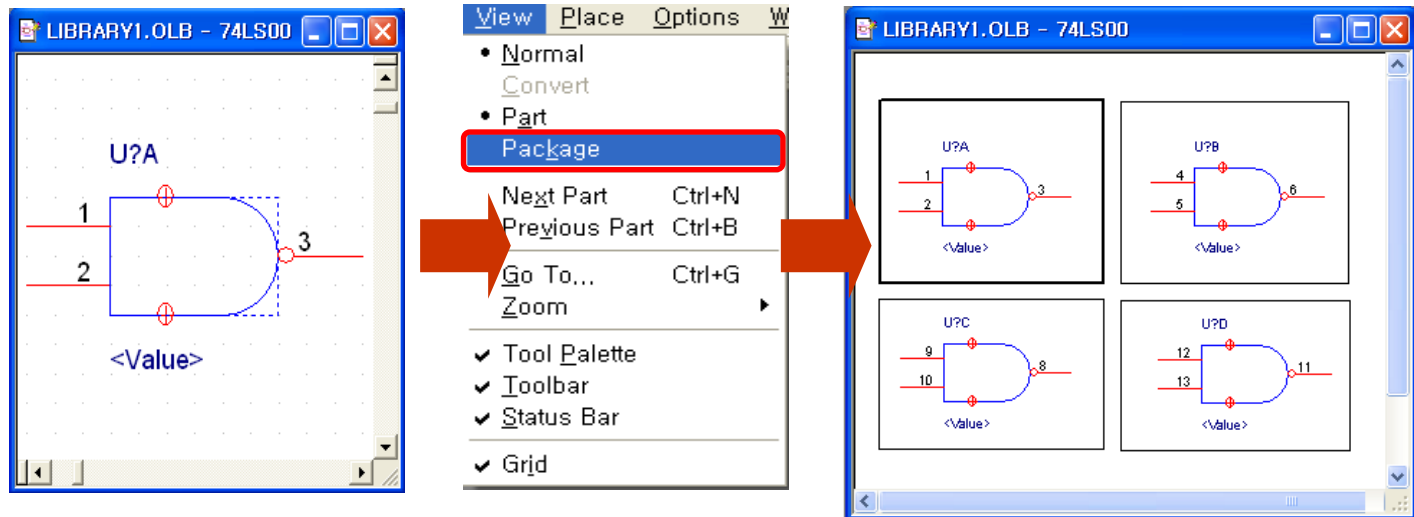 LIBRARY1.OLB - 74LS00
U?A
1
2
3
<Value>
View Place Options W
• Normal
Convert
• Part
Package
Next Part Ctrl+N
Previous Part Ctrl+B
Go To... Ctrl+G
Zoom
✓ Tool Palette
✓ Toolbar
✓ Status Bar
✓ Grid
LIBRARY1.OLB - 74LS00
U?A
1
2
3
<Value>
U?B
4
5
6
<Value>
U?C
9
10
8
<Value>
U?D
12
13
11
<Value>